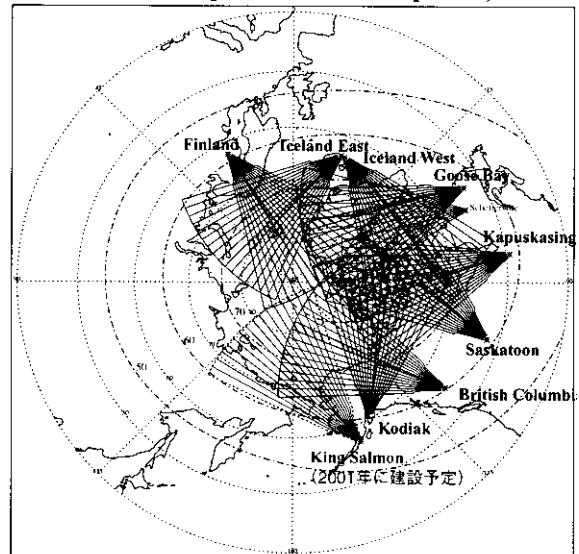 Finland
Iceland East
Iceland West
Goose Bay
Kapuskasing
Saskatoon
British Columbi
Kodiak
King Salmon
(2001年に建設予定)
70
60
50